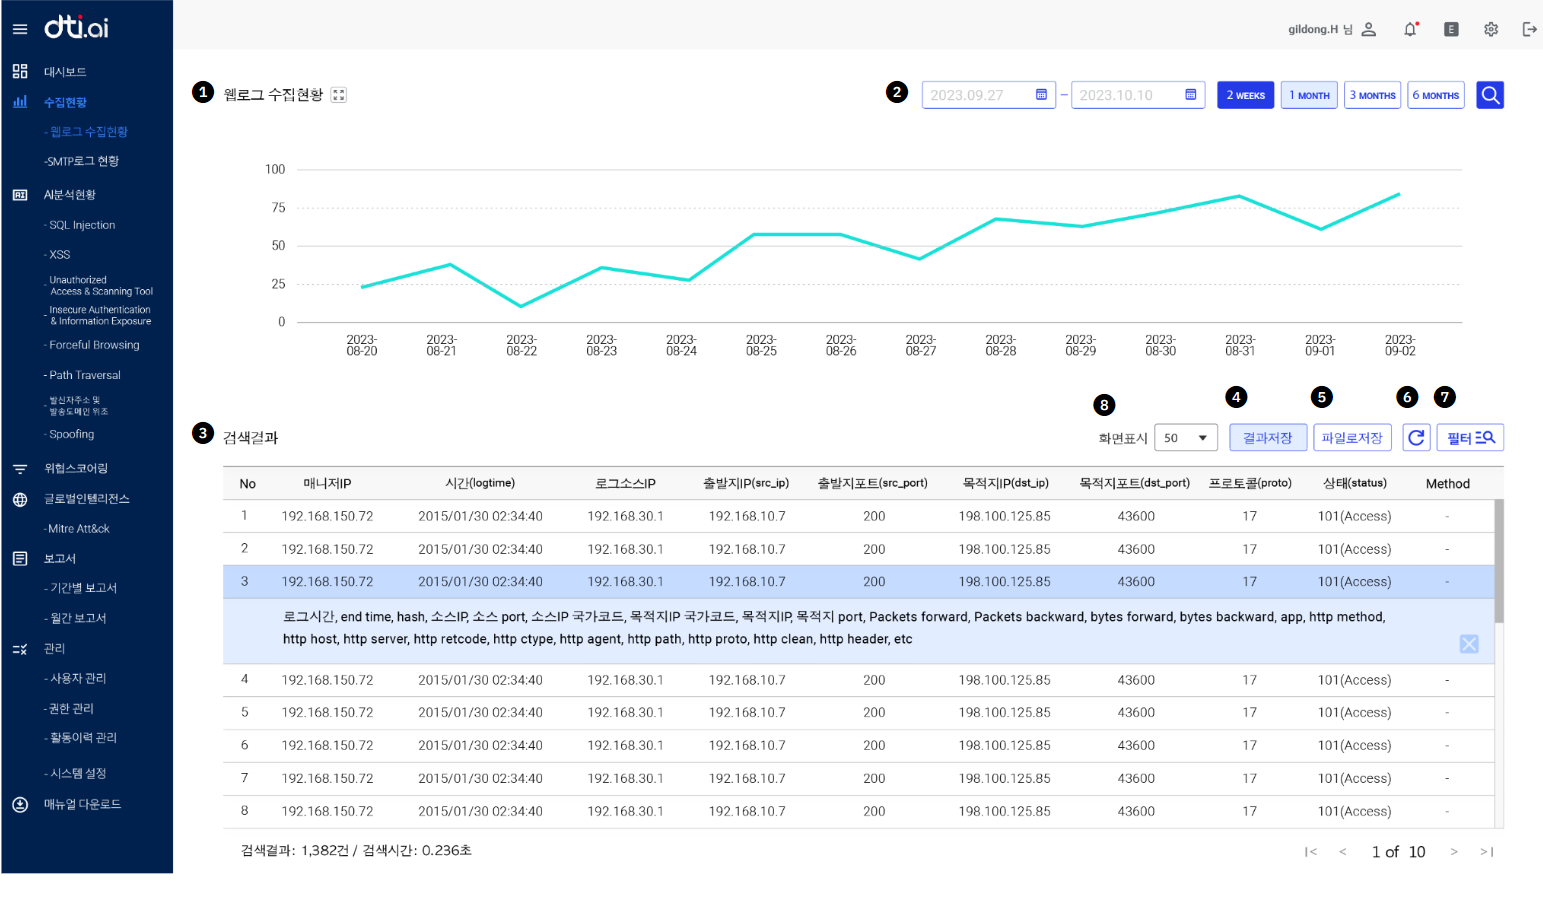 dti.ai
gildong.H 님
E
대시보드
수집현황
- 웹로그 수집현황
-SMTP로그 현황
AI AI분석현황
- SQL Injection
- XSS
- Unauthorized
Access & Scanning Tool
- Insecure Authentication
& Information Exposure
- Forceful Browsing
- Path Traversal
- 발신자주소 및
발송도메인 위조
- Spoofing
위협스코어링
글로벌인텔리전스
-Mitre Att&ck
보고서
- 기간별 보고서
- 월간 보고서
관리
- 사용자 관리
-권한 관리
- 활동이력 관리
- 시스템 설정
매뉴얼 다운로드
1 웹로그 수집현황
2 2023.09.27 – 2023.10.10 2 WEEKS 1 MONTH 3 MONTHS 6 MONTHS
100
75
50
25
0
2023-08-20 2023-08-21 2023-08-22 2023-08-23 2023-08-24 2023-08-25 2023-08-26 2023-08-27 2023-08-28 2023-08-29 2023-08-30 2023-08-31 2023-09-01 2023-09-02
3 검색결과
8 4 5 6 7
화면표시 50 결과저장 파일로저장 필터
No 매니저IP 시간(logtime) 로그소스IP 출발지IP(src_ip) 출발지포트(src_port) 목적지IP(dst_ip) 목적지포트(dst_port) 프로토콜(proto) 상태(status) Method
1 192.168.150.72 2015/01/30 02:34:40 192.168.30.1 192.168.10.7 200 198.100.125.85 43600 17 101(Access) -
2 192.168.150.72 2015/01/30 02:34:40 192.168.30.1 192.168.10.7 200 198.100.125.85 43600 17 101(Access) -
3 192.168.150.72 2015/01/30 02:34:40 192.168.30.1 192.168.10.7 200 198.100.125.85 43600 17 101(Access) -
로그시간, end time, hash, 소스IP, 소스 port, 소스IP 국가코드, 목적지IP 국가코드, 목적지IP, 목적지 port, Packets forward, Packets backward, bytes forward, bytes backward, app, http method,
http host, http server, http retcode, http ctype, http agent, http path, http proto, http clean, http header, etc
4 192.168.150.72 2015/01/30 02:34:40 192.168.30.1 192.168.10.7 200 198.100.125.85 43600 17 101(Access) -
5 192.168.150.72 2015/01/30 02:34:40 192.168.30.1 192.168.10.7 200 198.100.125.85 43600 17 101(Access) -
6 192.168.150.72 2015/01/30 02:34:40 192.168.30.1 192.168.10.7 200 198.100.125.85 43600 17 101(Access) -
7 192.168.150.72 2015/01/30 02:34:40 192.168.30.1 192.168.10.7 200 198.100.125.85 43600 17 101(Access) -
8 192.168.150.72 2015/01/30 02:34:40 192.168.30.1 192.168.10.7 200 198.100.125.85 43600 17 101(Access) -
검색결과: 1,382건 / 검색시간: 0.236초
|< < 1 of 10 > >|